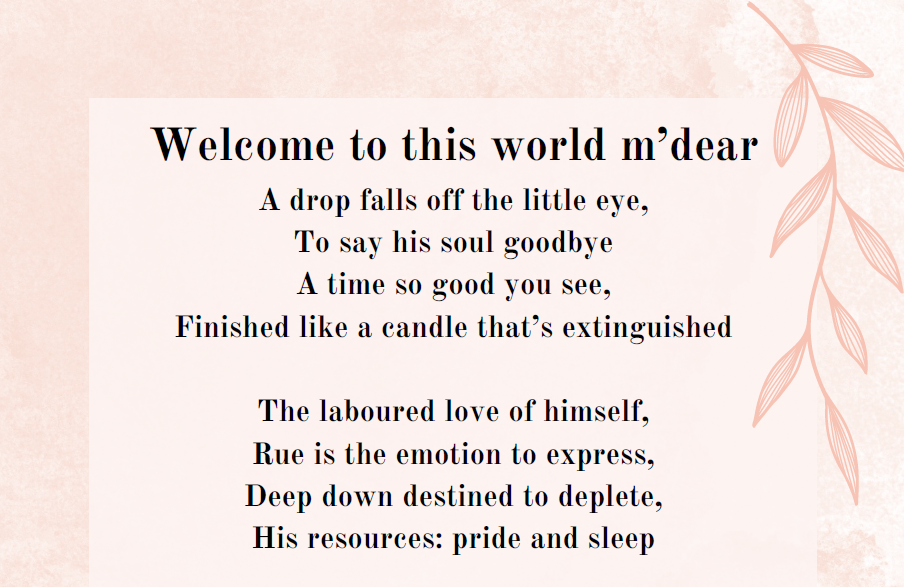 Welcome to this world m’dear
A drop falls off the little eye,
To say his soul goodbye
A time so good you see,
Finished like a candle that’s extinguished
The laboured love of himself,
Rue is the emotion to express,
Deep down destined to deplete,
His resources: pride and sleep